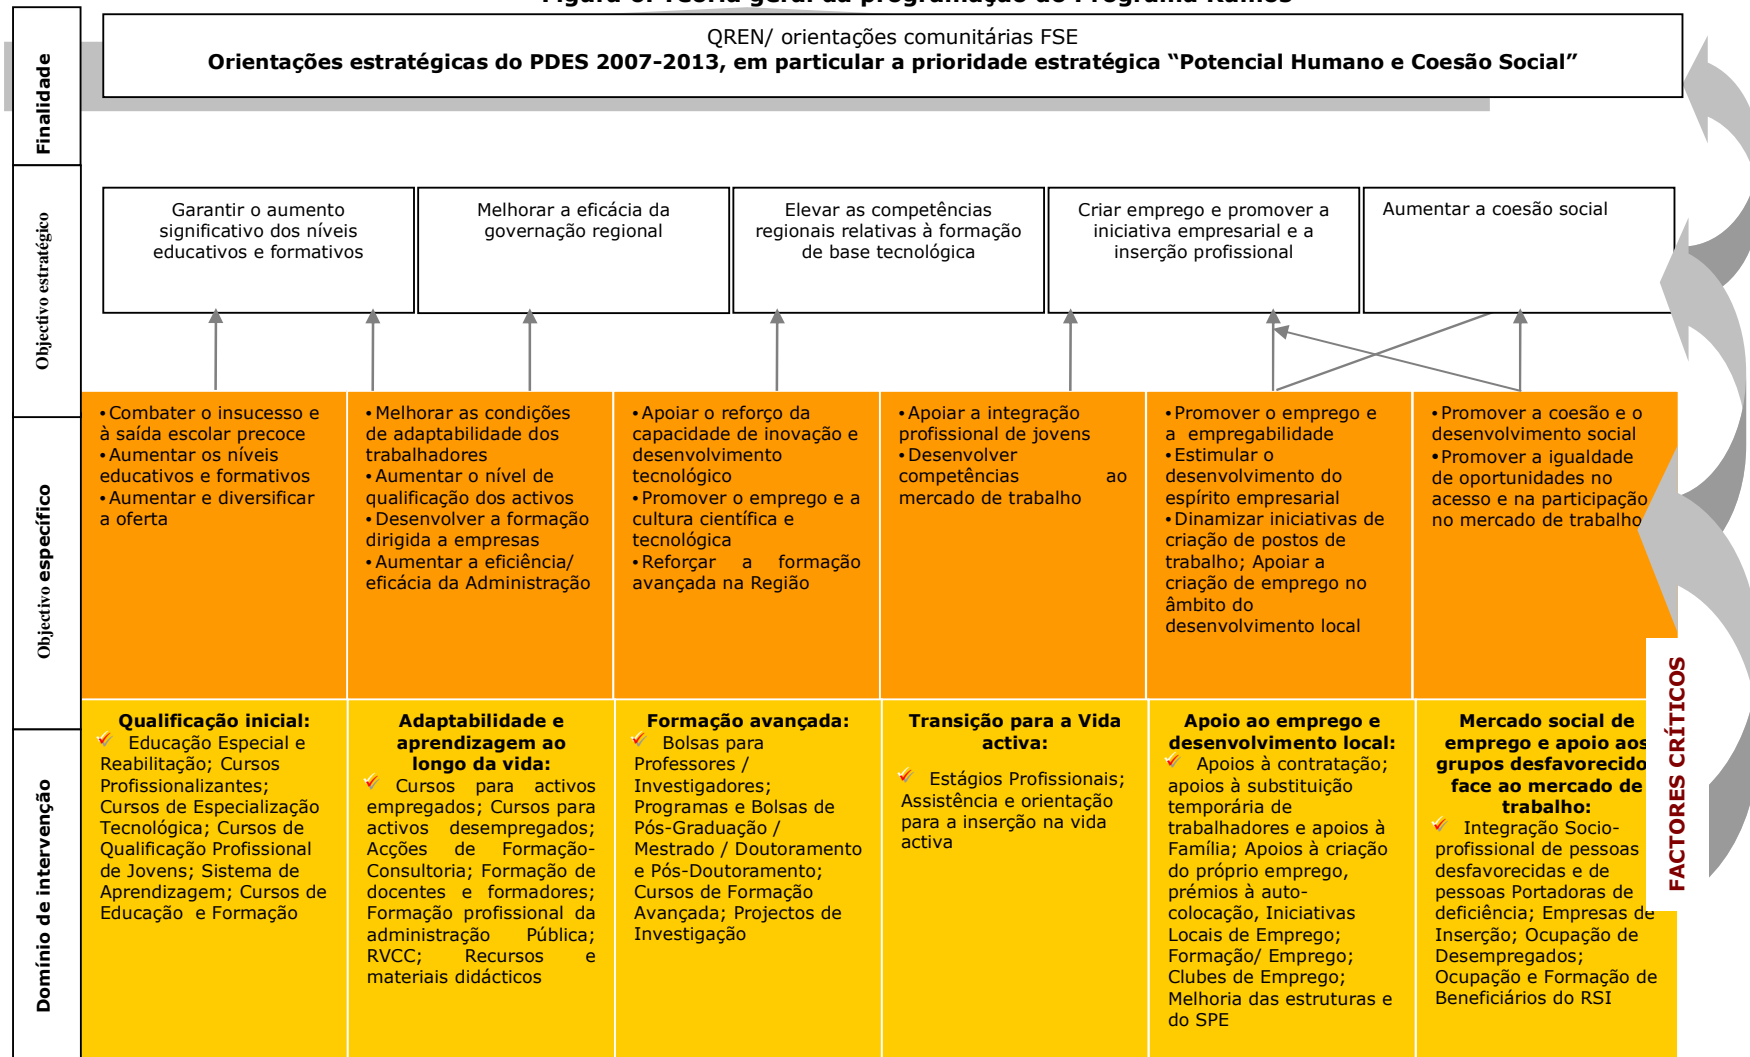 Figura 6. Teoria geral da programação do Programa Rumos
Finalidade
QREN/ orientações comunitárias FSE
Orientações estratégicas do PDES 2007-2013, em particular a prioridade estratégica “Potencial Humano e Coesão Social”
Objectivo estratégico
Garantir o aumento
significativo dos níveis
educativos e formativos
Melhorar a eficácia da
governação regional
Elevar as competências
regionais relativas à formação
de base tecnológica
Criar emprego e promover a
iniciativa empresarial e a
inserção profissional
Aumentar a coesão social
Objectivo específico
•Combater o insucesso e
à saída escolar precoce
•Aumentar os níveis
educativos e formativos
•Aumentar e diversificar
a oferta
•Melhorar as condições
de adaptabilidade dos
trabalhadores
•Aumentar o nível de
qualificação dos activos
•Desenvolver a formação
dirigida a empresas
•Aumentar a eficiência/
eficácia da Administração
•Apoiar o reforço da
capacidade de inovação e
desenvolvimento
tecnológico
•Promover o emprego e a
cultura científica e
tecnológica
•Reforçar a formação
avançada na Região
•Apoiar a integração
profissional de jovens
•Desenvolver
competências ao
mercado de trabalho
•Promover o emprego e
a empregabilidade
•Estimular o
desenvolvimento do
espírito empresarial
•Dinamizar iniciativas de
criação de postos de
trabalho; Apoiar a
criação de emprego no
âmbito do
desenvolvimento local
•Promover a coesão e o
desenvolvimento social
•Promover a igualdade
de oportunidades no
acesso e na participação
no mercado de trabalho
Domínio de intervenção
Qualificação inicial:
Educação Especial e
Reabilitação; Cursos
Profissionalizantes;
Cursos de Especialização
Tecnológica; Cursos de
Qualificação Profissional
de Jovens; Sistema de
Aprendizagem; Cursos de
Educação e Formação
Adaptabilidade e
aprendizagem ao
longo da vida:
Cursos para activos
empregados; Cursos para
activos desempregados;
Acções de Formação-
Consultoria; Formação de
docentes e formadores;
Formação profissional da
administração Pública;
RVCC; Recursos e
materiais didácticos
Formação avançada:
Bolsas para
Professores /
Investigadores;
Programas e Bolsas de
Pós-Graduação /
Mestrado / Doutoramento
e Pós-Doutoramento;
Cursos de Formação
Avançada; Projectos de
Investigação
Transição para a Vida
activa:
Estágios Profissionais;
Assistência e orientação
para a inserção na vida
activa
Apoio ao emprego e
desenvolvimento local:
Apoios à contratação;
apoios à substituição
temporária de
trabalhadores e apoios à
Família; Apoios à criação
do próprio emprego,
prémios à auto-
colocação, Iniciativas
Locais de Emprego;
Formação/ Emprego;
Clubes de Emprego;
Melhoria das estruturas e
do SPE
Mercado social de
emprego e apoio aos
grupos desfavorecido
face ao mercado de
trabalho:
Integração Socio-
profissional de pessoas
desfavorecidas e de
pessoas Portadoras de
deficiência; Empresas de
Inserção; Ocupação de
Desempregados;
Ocupação e Formação de
Beneficiários do RSI
FACTORES CRÍTICOS